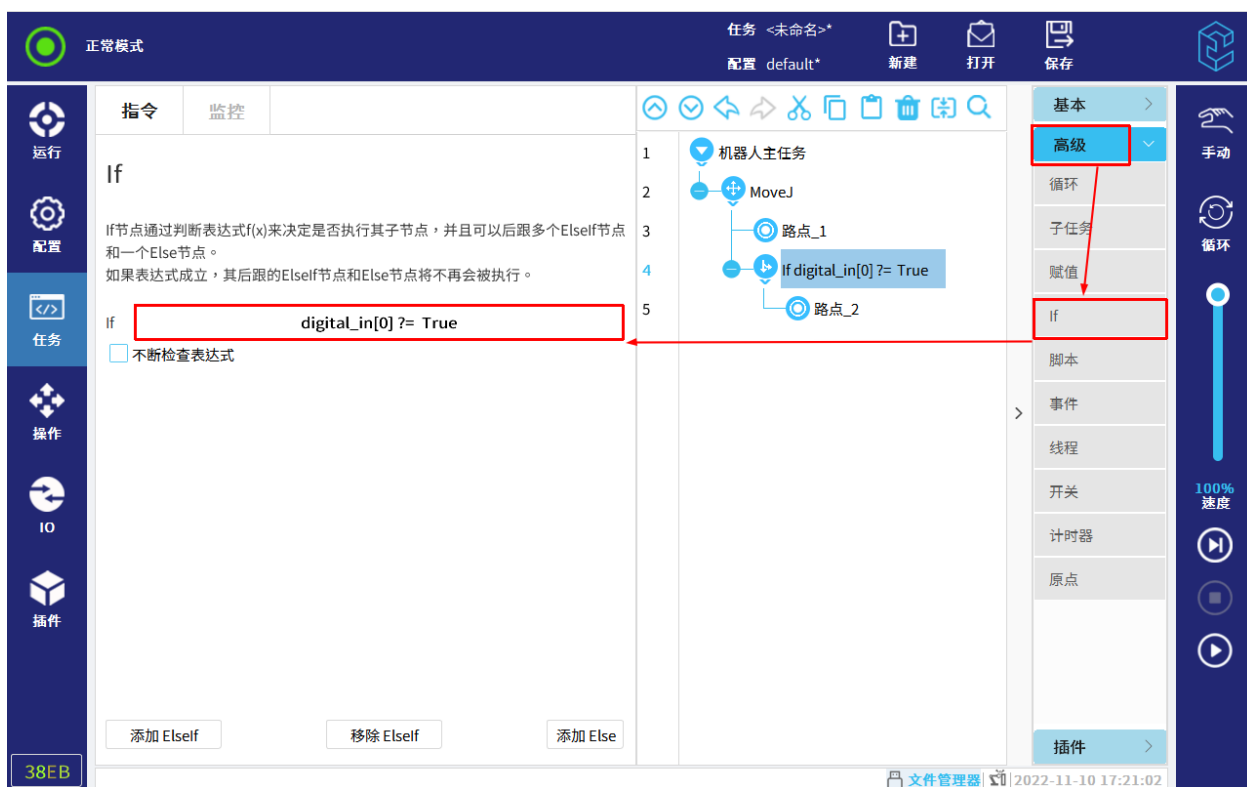 正常模式
任务 <未命名>*
配置 default*
新建
打开
保存
运行
配置
任务
操作
IO
插件
38EB
指令
监控
If
If节点通过判断表达式f(x)来决定是否执行其子节点，并且可以后跟多个ElseIf节点
和一个Else节点。
如果表达式成立，其后跟的ElseIf节点和Else节点将不再会被执行。
If
digital_in[0] ?= True
不断检查表达式
添加 ElseIf
移除 ElseIf
添加 Else
1 机器人主任务
2 MoveJ
3 路点_1
4 If digital_in[0] ?= True
5 路点_2
基本
高级
循环
子任务
赋值
If
脚本
事件
线程
开关
计时器
原点
插件
手动
循环
100%
速度
文件管理器
2022-11-10 17:21:02